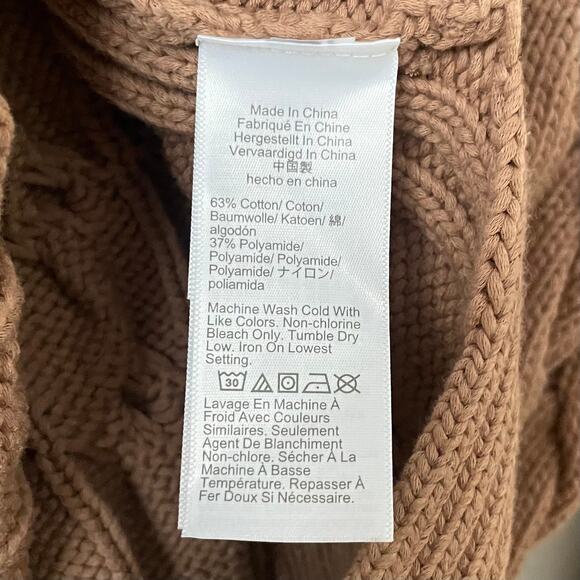 Made In China
Fabriqué En Chine
Hergestellt In China
Vervaardigd In China
中国製
hecho en china
63% Cotton/ Coton/
Baumwolle/ Katoen/ 綿/
algodón
37% Polyamide/
Polyamide/ Polyamide/
Polyamide/ ナイロン/
poliamida
Machine Wash Cold With
Like Colors. Non-chlorine
Bleach Only. Tumble Dry
Low. Iron On Lowest
Setting.
30
Lavage En Machine À
Froid Avec Couleurs
Similaires. Seulement
Agent De Blanchiment
Non-chlore. Sécher À La
Machine À Basse
Température. Repasser À
Fer Doux Si Nécessaire.